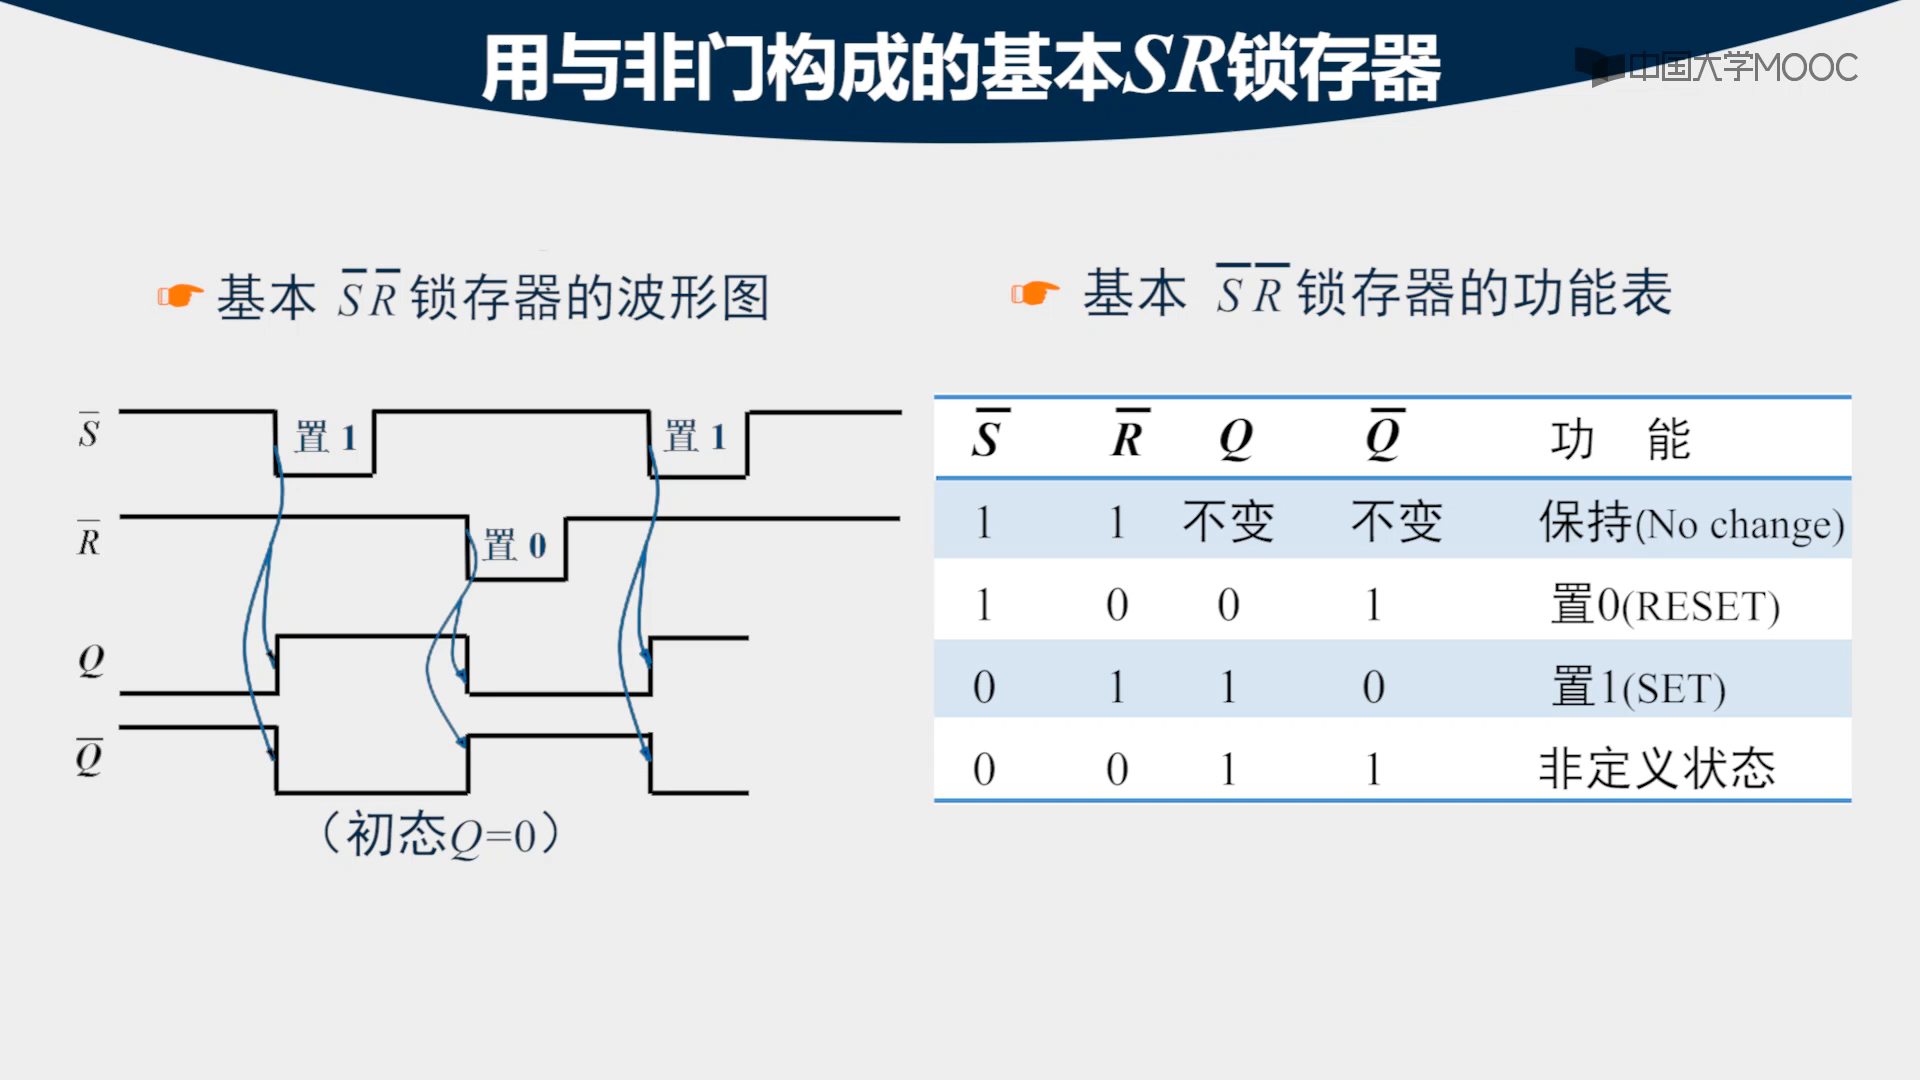 用与非门构成的基本SR锁存器
中国大学MOOC
基本 S̅R̅锁存器的波形图
基本 S̅R̅锁存器的功能表
S̅
置1
置1
R̅
置0
Q
Q̅
（初态Q=0）
S̅ R̅ Q Q̅ 功 能
1 1 不变 不变 保持(No change)
1 0 0 1 置0(RESET)
0 1 1 0 置1(SET)
0 0 1 1 非定义状态